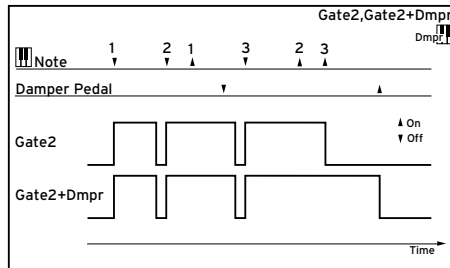 Gate2,Gate2+Dmpr
Dmpr
1 2 1 3 2 3
Note
Damper Pedal
On
Off
Gate2
Gate2+Dmpr
Time